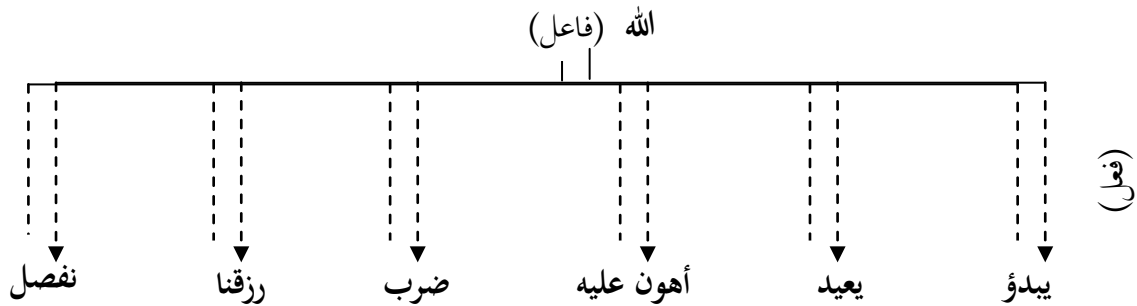 الله (فاعل)
(فعل)
يبدؤ يعيد أهون عليه ضرب رزقنا نفصل